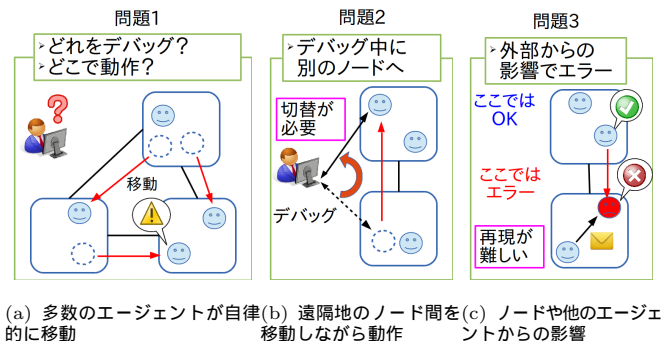 問題1
➢どれをデバッグ?
➢どこで動作?
移動
(a) 多数のエージェントが自律
的に移動
問題2
➢デバッグ中に
別のノードへ
切替が
必要
デバッグ
(b) 遠隔地のノード間を
移動しながら動作
問題3
➢外部からの
影響でエラー
ここでは
OK
ここでは
エラー
再現が
難しい
(c) ノードや他のエージェ
ントからの影響